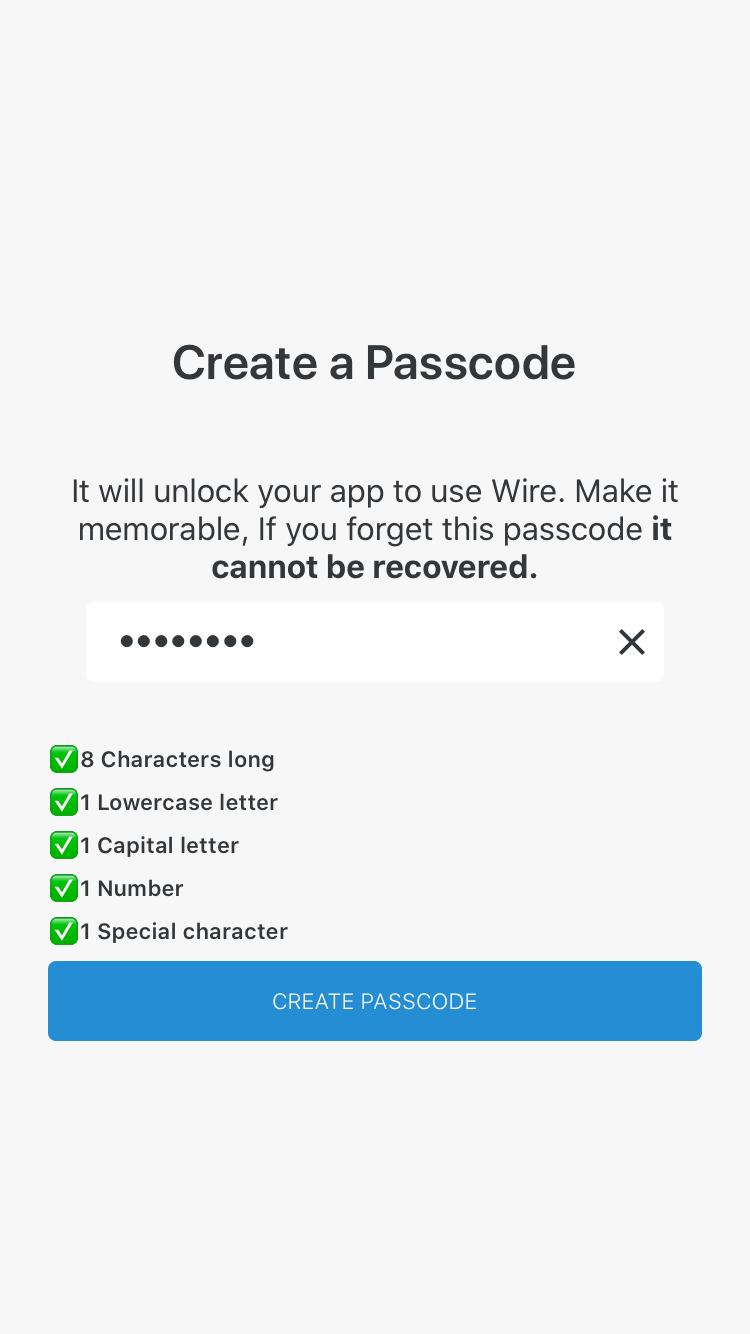 Create a Passcode
It will unlock your app to use Wire. Make it
memorable, If you forget this passcode it
cannot be recovered.
••••••••
✅8 Characters long
✅1 Lowercase letter
✅1 Capital letter
✅1 Number
✅1 Special character
CREATE PASSCODE